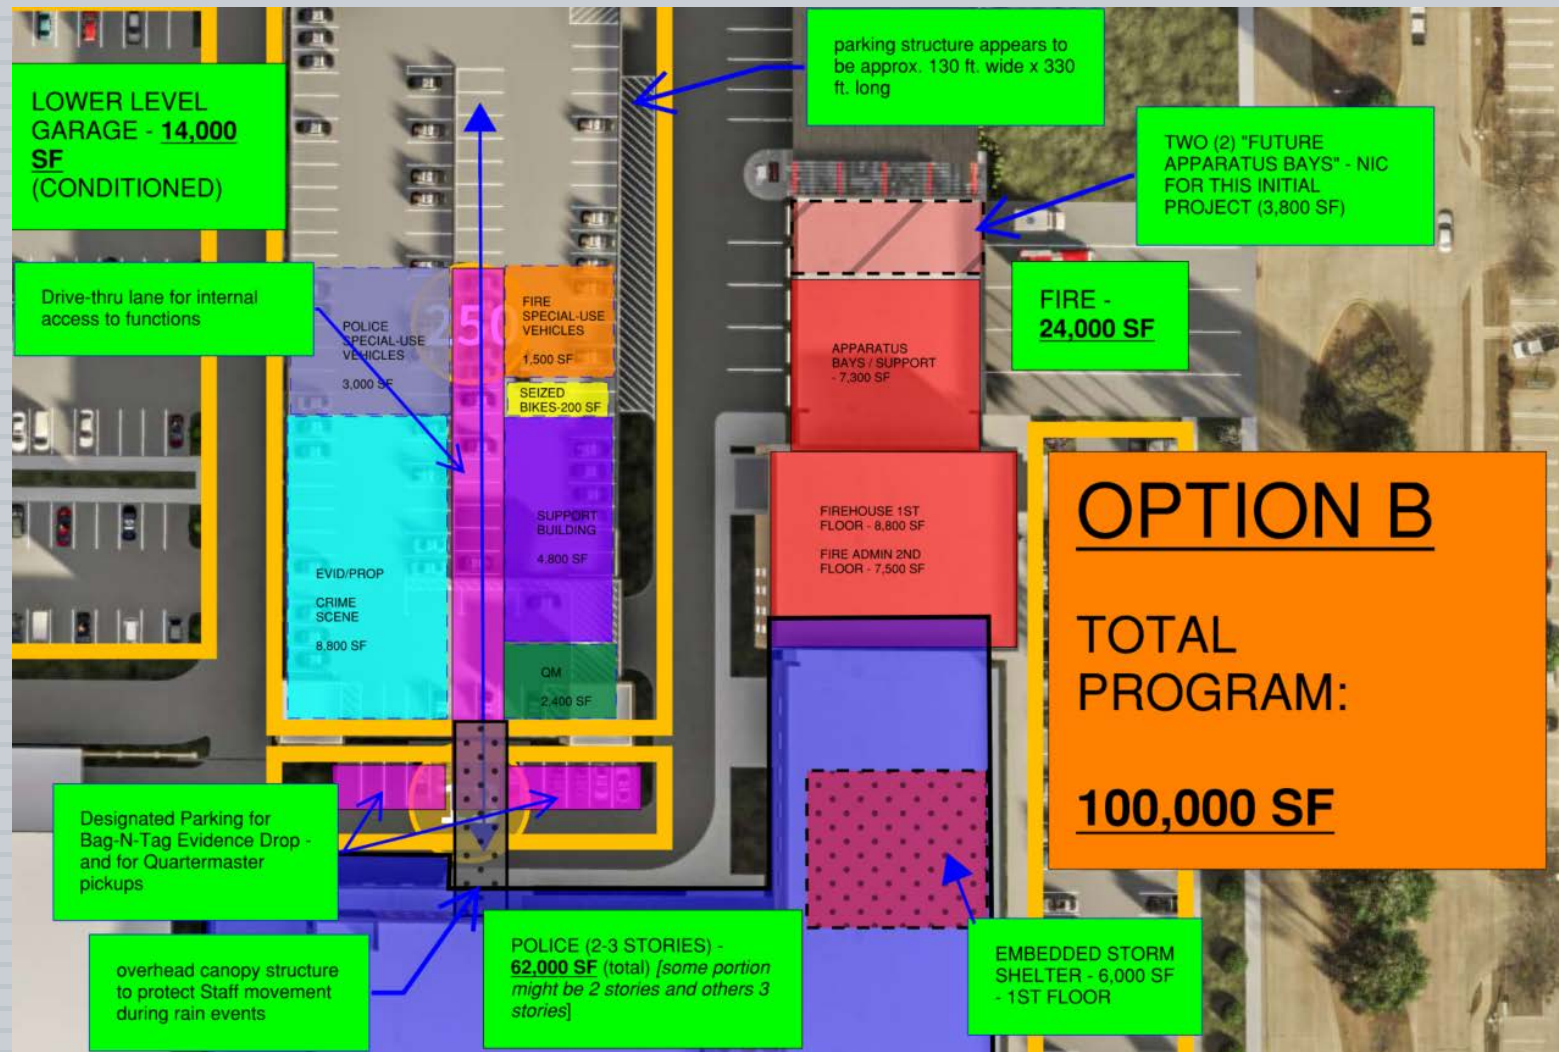 LOWER LEVEL
GARAGE - 14,000
SF
(CONDITIONED)
parking structure appears to
be approx. 130 ft. wide x 330
ft. long
TWO (2) "FUTURE
APPARATUS BAYS" - NIC
FOR THIS INITIAL
PROJECT (3,800 SF)
Drive-thru lane for internal
access to functions
FIRE -
24,000 SF
POLICE
SPECIAL-USE
VEHICLES
3,000 SF
250
FIRE
SPECIAL-USE
VEHICLES
1,500 SF
SEIZED
BIKES-200 SF
APPARATUS
BAYS / SUPPORT
- 7,300 SF
SUPPORT
BUILDING
4,800 SF
EVID/PROP
CRIME
SCENE
8,800 SF
QM
2,400 SF
FIREHOUSE 1ST
FLOOR - 8,800 SF
FIRE ADMIN 2ND
FLOOR - 7,500 SF
OPTION B
TOTAL
PROGRAM:
100,000 SF
Designated Parking for
Bag-N-Tag Evidence Drop -
and for Quartermaster
pickups
overhead canopy structure
to protect Staff movement
during rain events
POLICE (2-3 STORIES) -
62,000 SF (total) [some portion
might be 2 stories and others 3
stories]
EMBEDDED STORM
SHELTER - 6,000 SF
- 1ST FLOOR